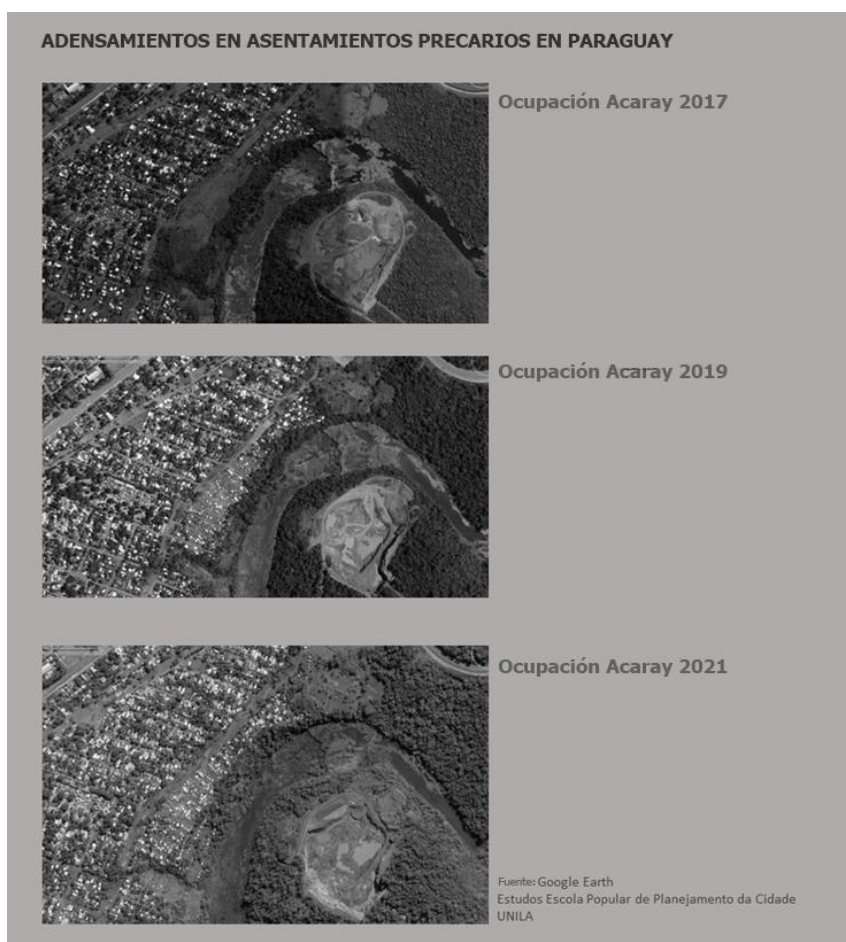 ADENSAMIENTOS EN ASENTAMIENTOS PRECARIOS EN PARAGUAY
Ocupación Acaray 2017
Ocupación Acaray 2019
Ocupación Acaray 2021
Fuente: Google Earth
Estudos Escola Popular de Planejamento da Cidade
UNILA